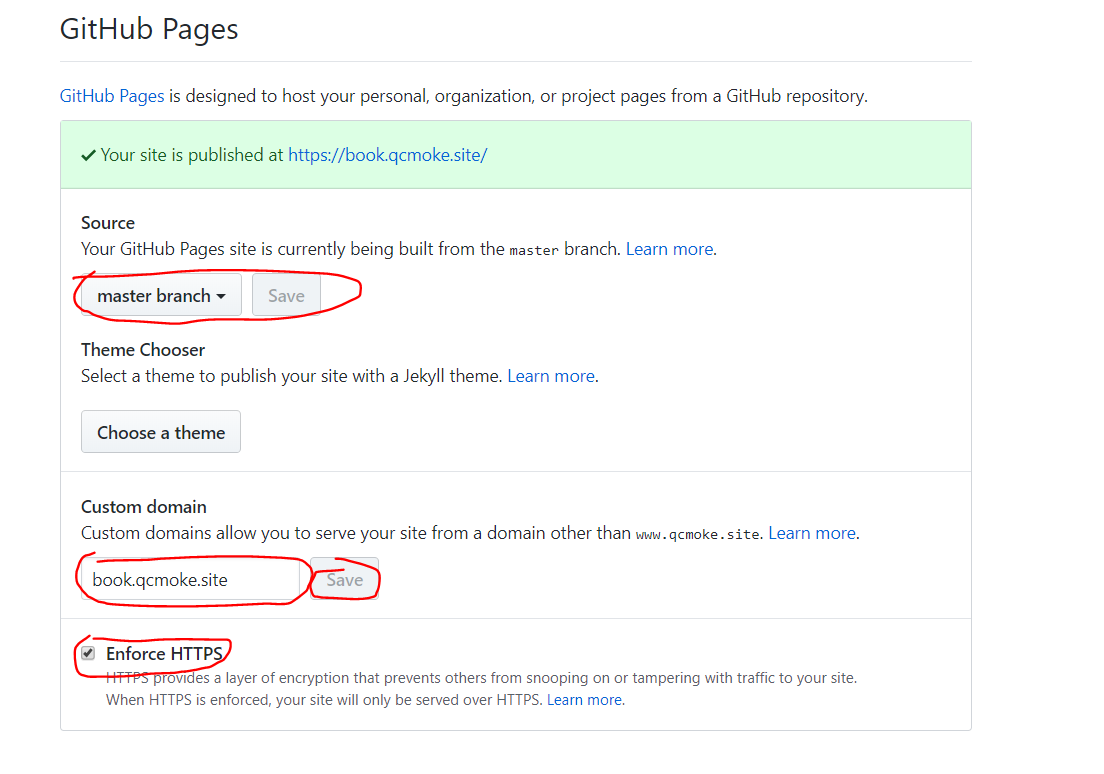 GitHub Pages
GitHub Pages is designed to host your personal, organization, or project pages from a GitHub repository.
Your site is published at https://book.qcmoke.site/
Source
Your GitHub Pages site is currently being built from the master branch. Learn more.
master branch Save
Theme Chooser
Select a theme to publish your site with a Jekyll theme. Learn more.
Choose a theme
Custom domain
Custom domains allow you to serve your site from a domain other than www.qcmoke.site. Learn more.
book.qcmoke.site Save
Enforce HTTPS
HTTPS provides a layer of encryption that prevents others from snooping on or tampering with traffic to your site.
When HTTPS is enforced, your site will only be served over HTTPS. Learn more.